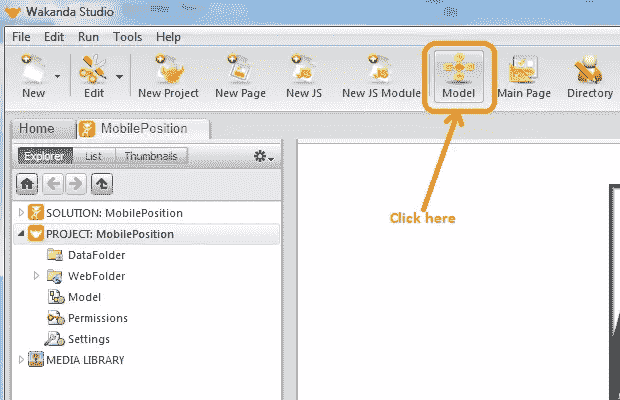 Wakanda Studio
File Edit Run Tools Help
New Edit New Project New Page New JS New JS Module Model Main Page Directory
Home MobilePosition
Explorer List Thumbnails
Click here
SOLUTION: MobilePosition
PROJECT: MobilePosition
DataFolder
WebFolder
Model
Permissions
Settings
MEDIA LIBRARY